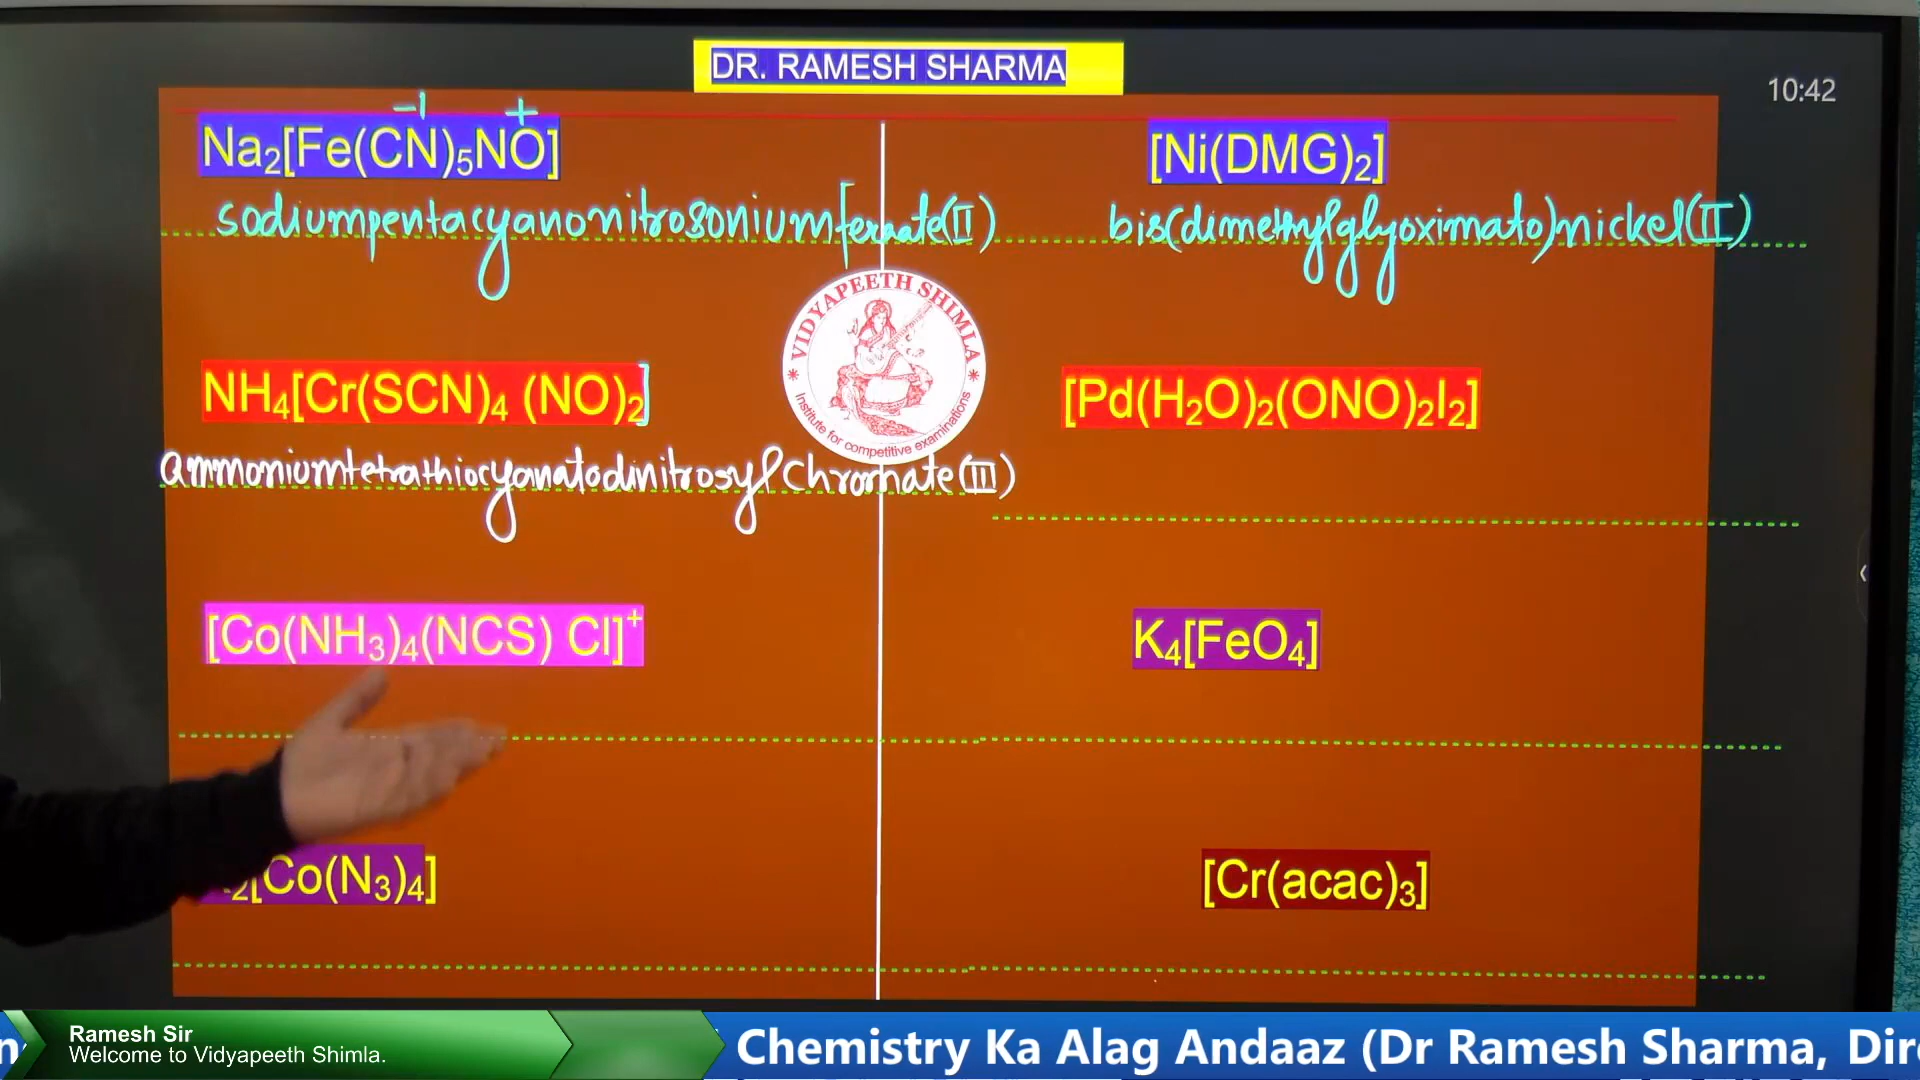 DR. RAMESH SHARMA
10:42
-1 +
Na₂[Fe(CN)₅NO]
sodiumpentacyanonitrosoniumferrate(II)
[Ni(DMG)₂]
bis(dimethylglyoximato)nickel(II)
VIDYAPEETH SHIMLA
Institute for competitive examinations
NH₄[Cr(SCN)₄ (NO)₂]
ammoniumtetrathiocyanatodinitrosylchromate(III)
[Pd(H₂O)₂(ONO)₂I₂]
[Co(NH₃)₄(NCS) Cl]⁺
K₄[FeO₄]
₂[Co(N₃)₄]
[Cr(acac)₃]
Ramesh Sir
Welcome to Vidyapeeth Shimla.
Chemistry Ka Alag Andaaz (Dr Ramesh Sharma, Dire